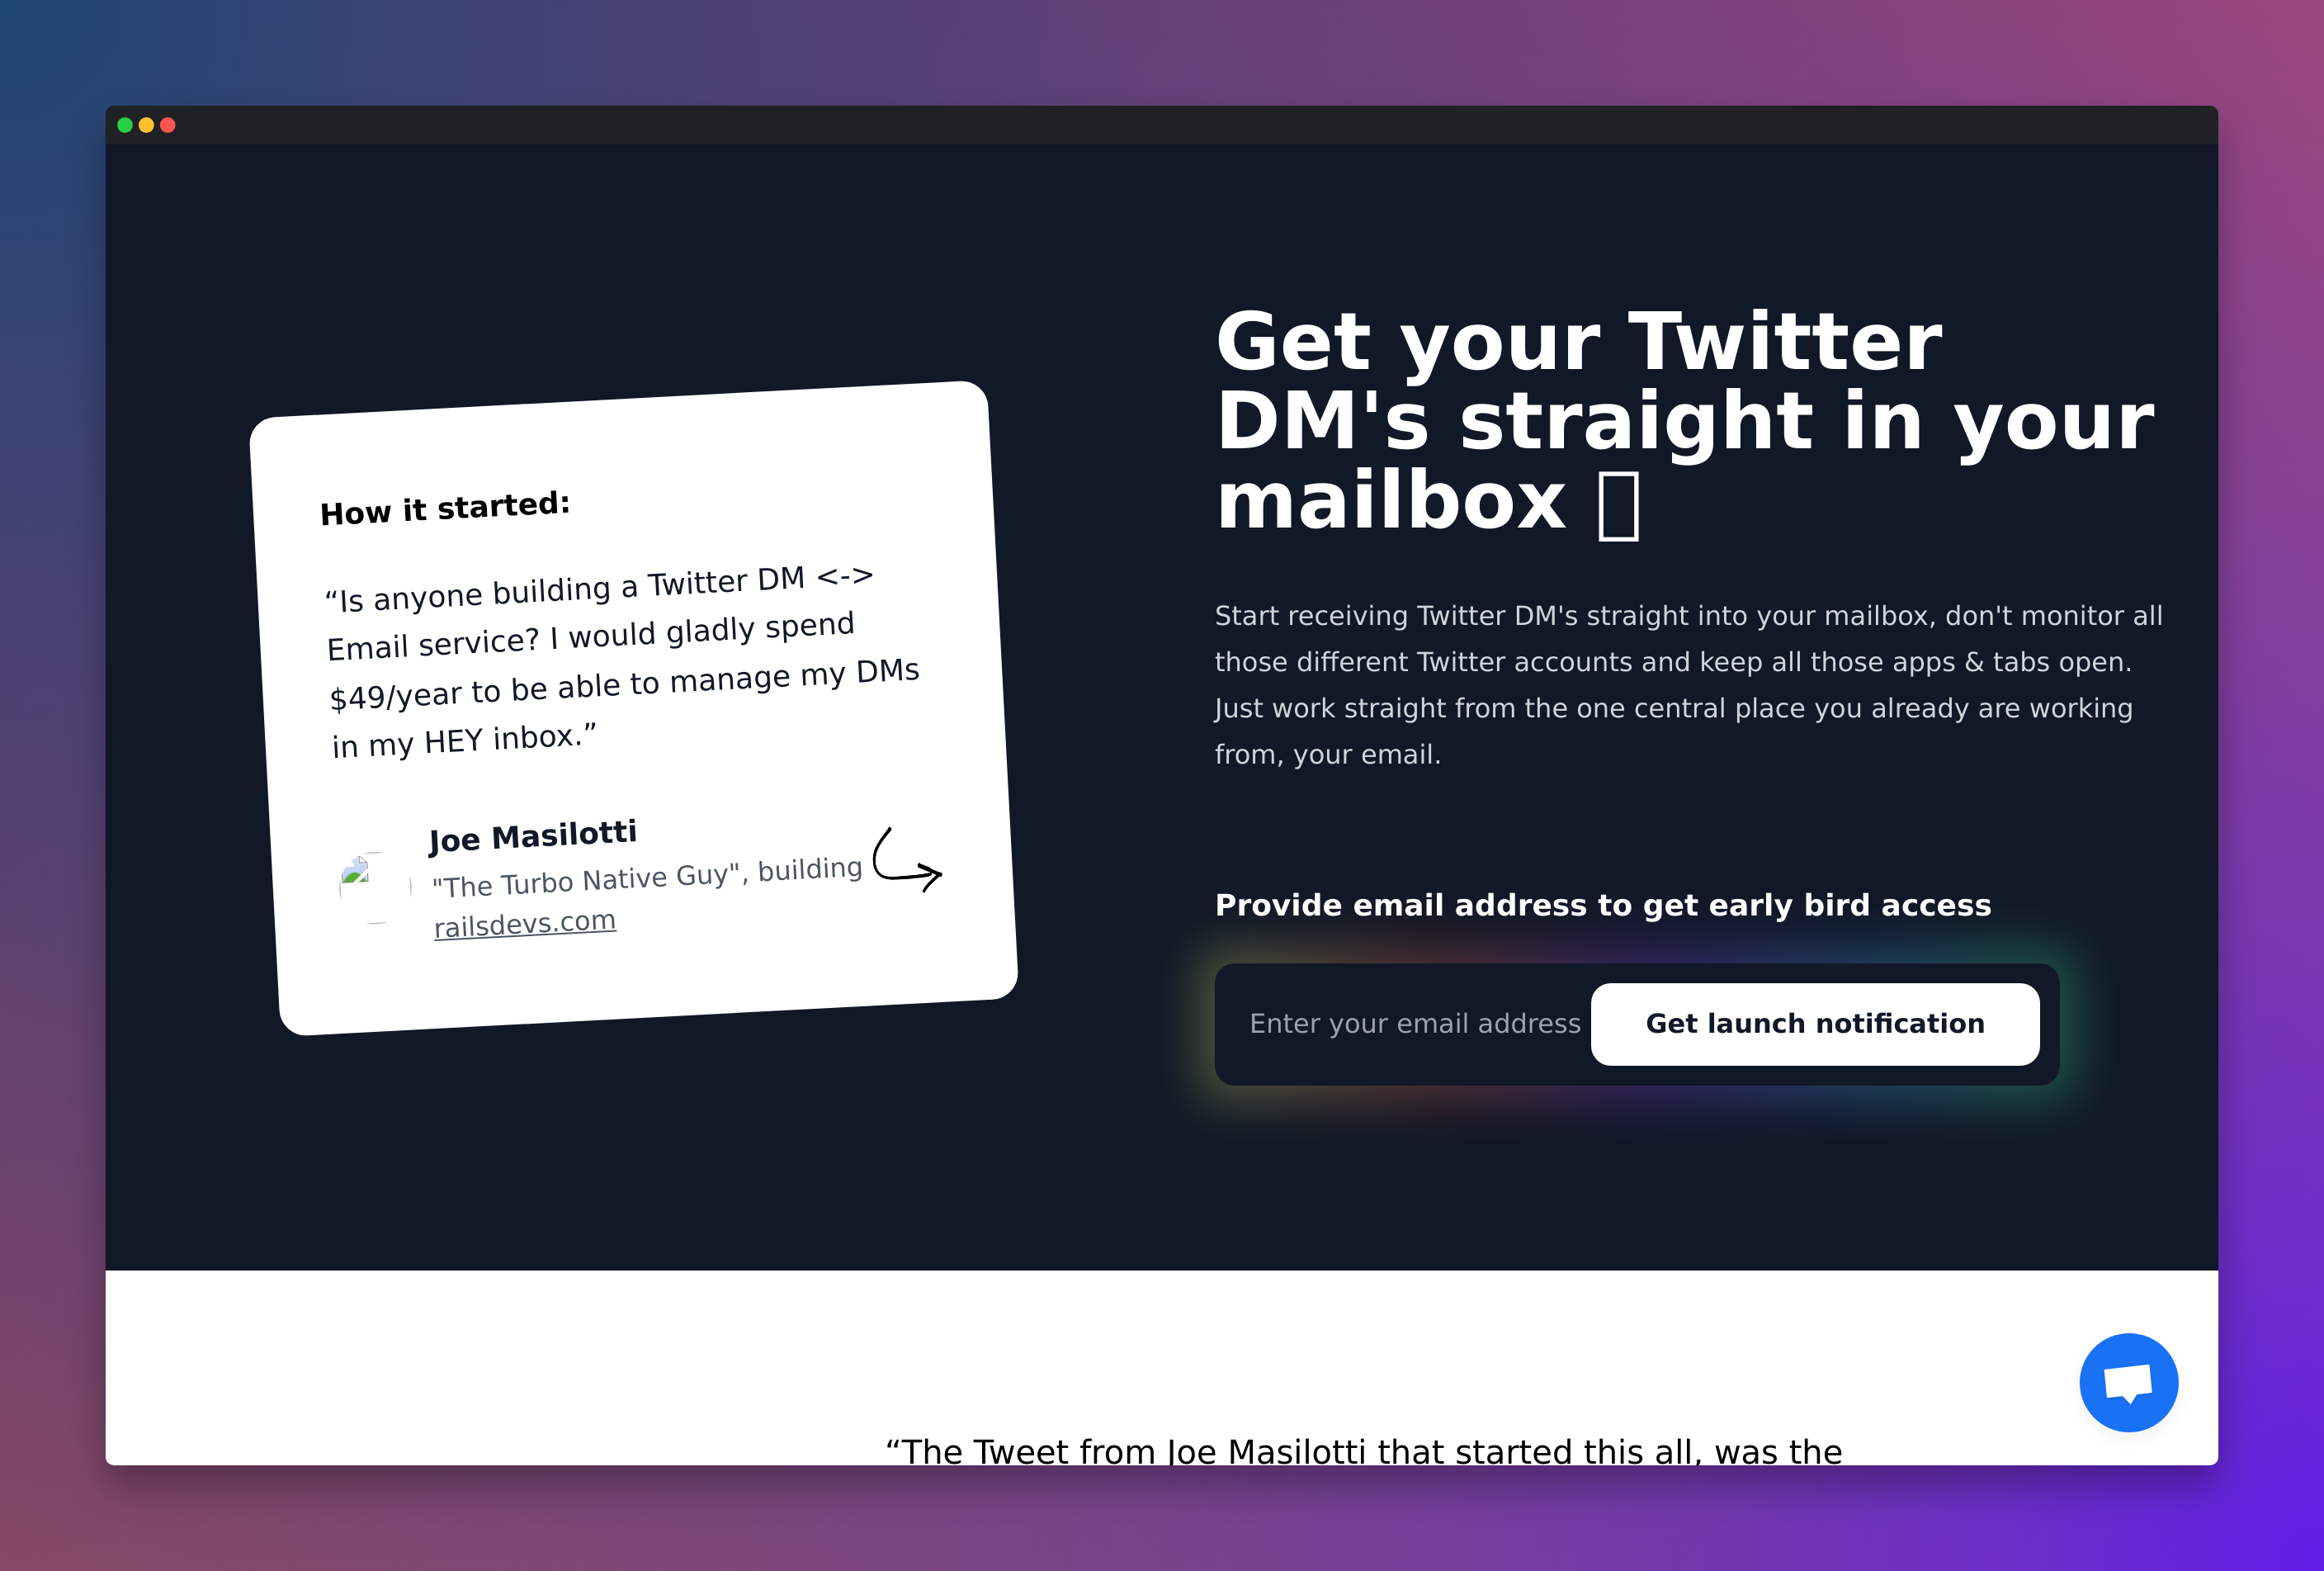 How it started:
“Is anyone building a Twitter DM <->
Email service? I would gladly spend
$49/year to be able to manage my DMs
in my HEY inbox.”
Joe Masilotti
"The Turbo Native Guy", building
railsdevs.com
Get your Twitter
DM's straight in your
mailbox
Start receiving Twitter DM's straight into your mailbox, don't monitor all
those different Twitter accounts and keep all those apps & tabs open.
Just work straight from the one central place you already are working
from, your email.
Provide email address to get early bird access
Enter your email address
Get launch notification
“The Tweet from Joe Masilotti that started this all, was the